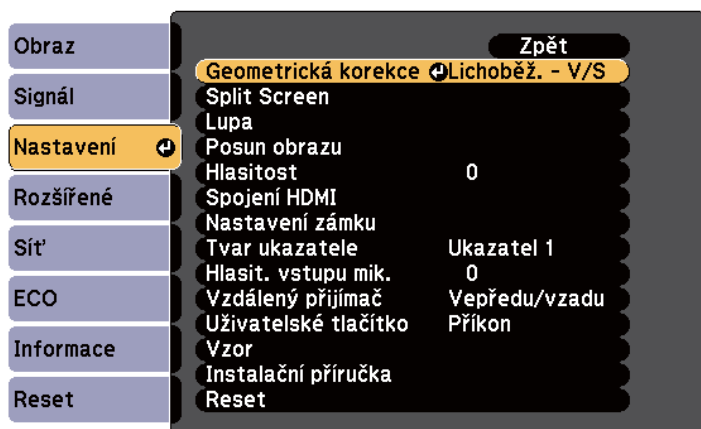 Obraz
Signál
Nastavení
Rozšířené
Síť
ECO
Informace
Reset
Zpět
Geometrická korekce Lichoběž. - V/S
Split Screen
Lupa
Posun obrazu
Hlasitost 0
Spojení HDMI
Nastavení zámku
Tvar ukazatele Ukazatel 1
Hlasit. vstupu mik. 0
Vzdálený přijímač Vepředu/vzadu
Uživatelské tlačítko Příkon
Vzor
Instalační příručka
Reset